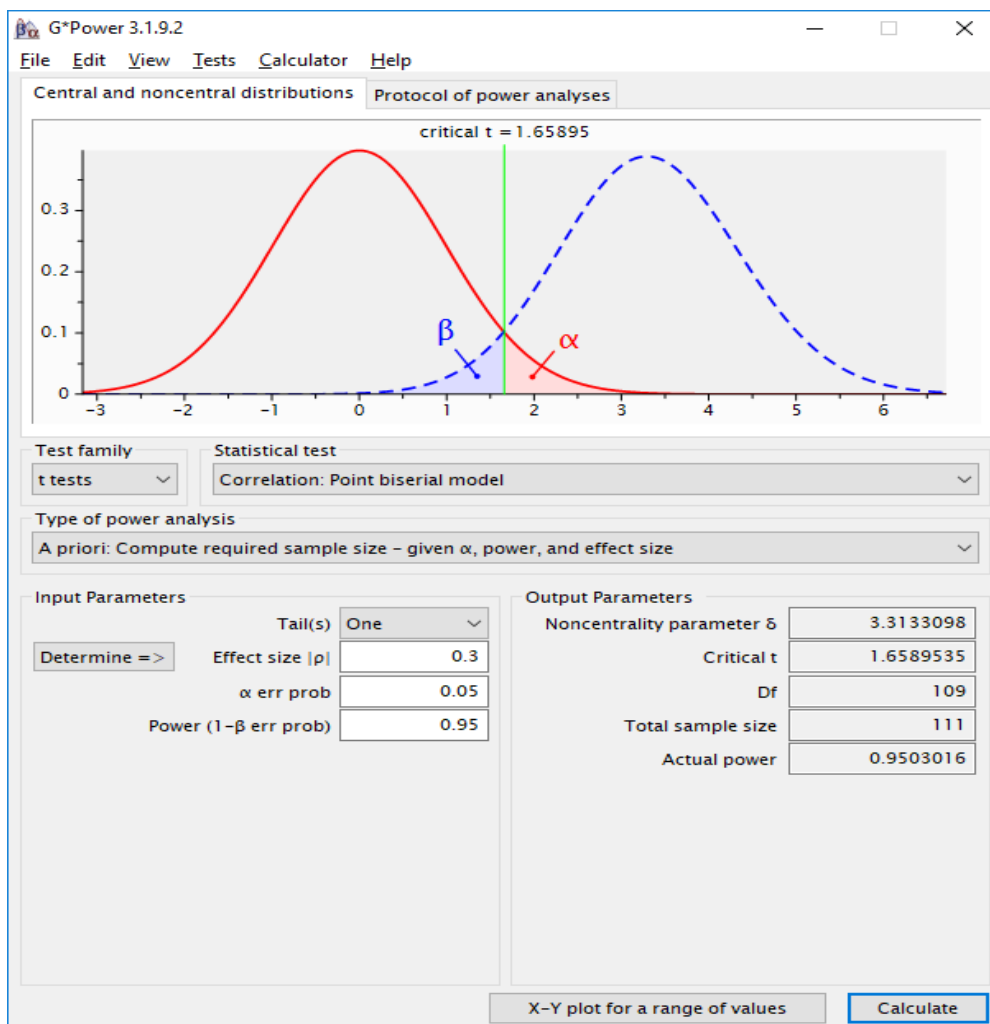 G*Power 3.1.9.2
File Edit View Tests Calculator Help
Central and noncentral distributions Protocol of power analyses
critical t = 1.65895
0.3
0.2
0.1
0
β
α
-3 -2 -1 0 1 2 3 4 5 6
Test family Statistical test
t tests Correlation: Point biserial model
Type of power analysis
A priori: Compute required sample size - given α, power, and effect size
Input Parameters Output Parameters
Tail(s) One Noncentrality parameter δ 3.3133098
Determine => Effect size |ρ| 0.3 Critical t 1.6589535
α err prob 0.05 Df 109
Power (1-β err prob) 0.95 Total sample size 111
Actual power 0.9503016
X-Y plot for a range of values Calculate